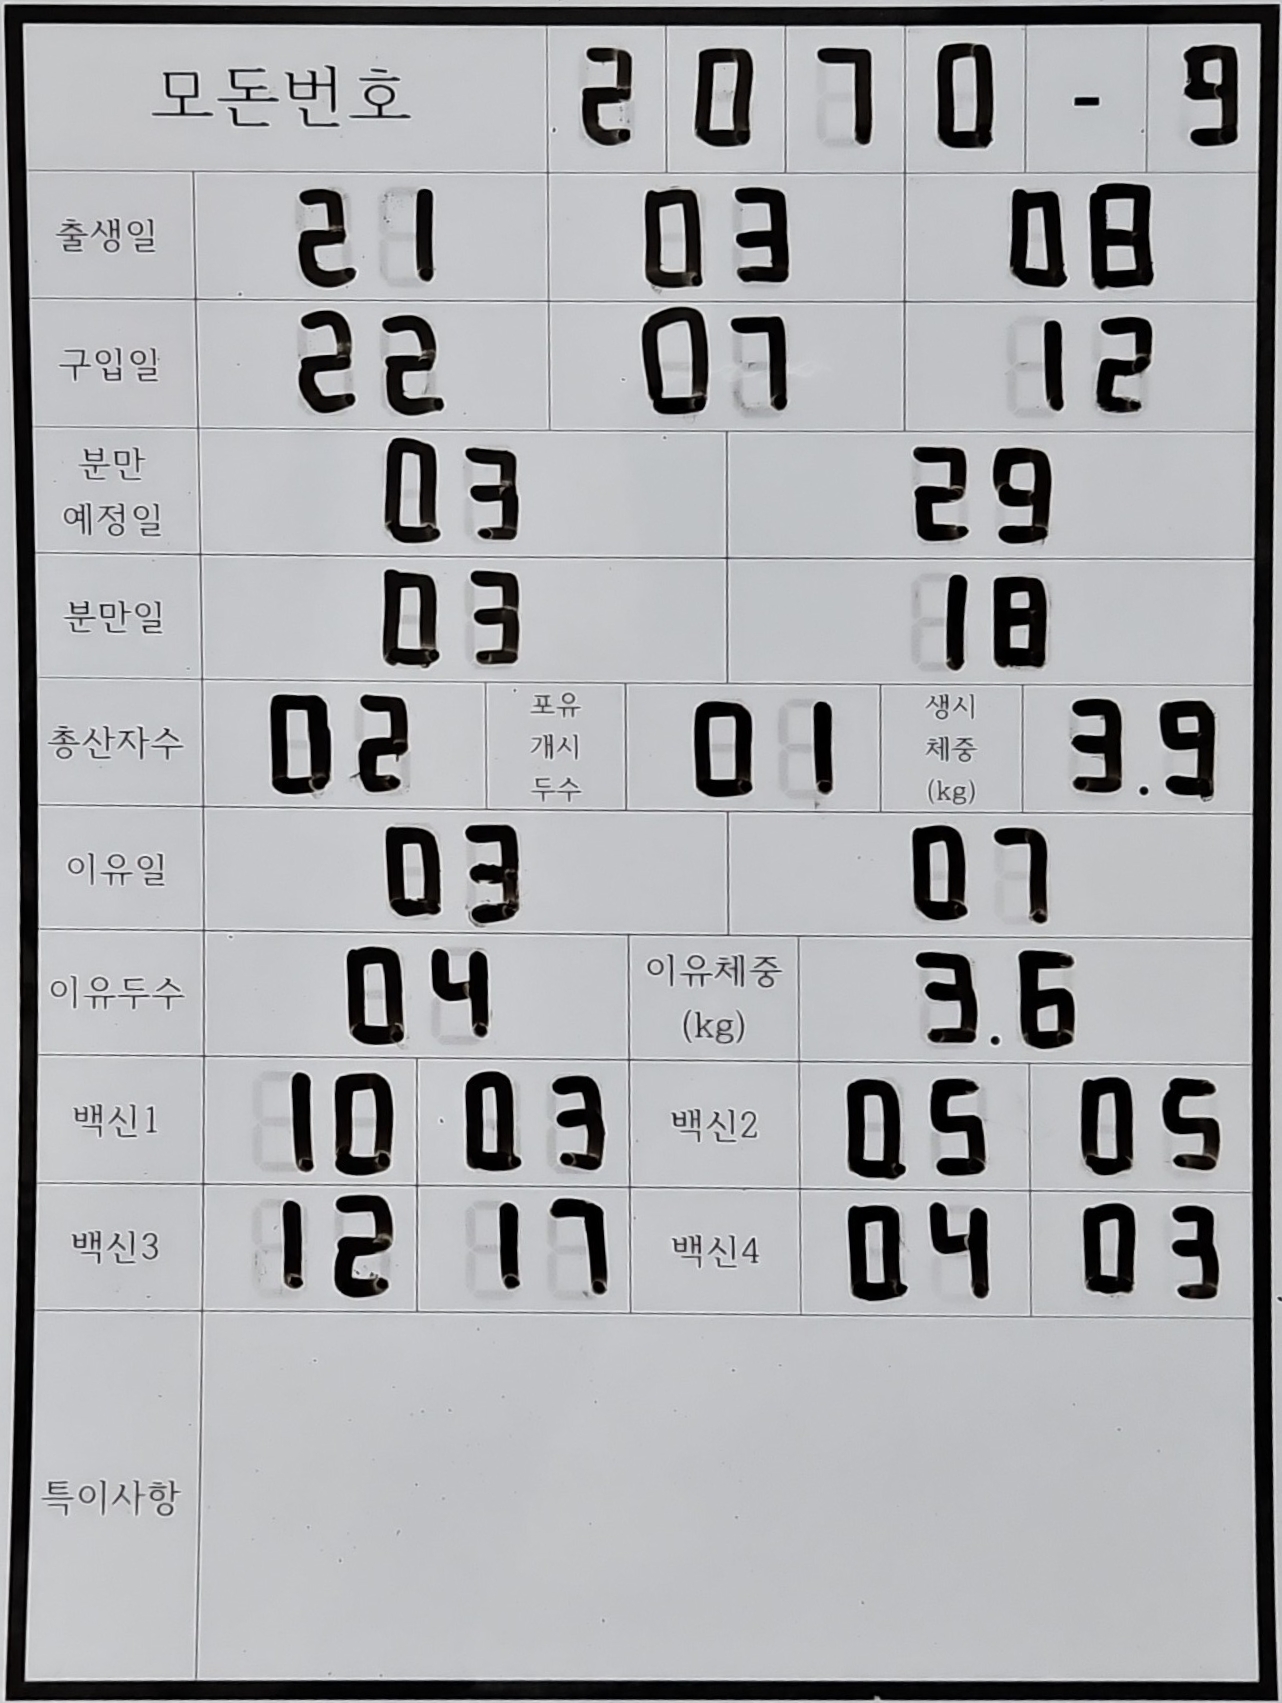 모돈번호 2070-9
출생일 21 03 08
구입일 22 07 12
분만 예정일 03 29
분만일 03 18
총산자수 02 포유 개시 두수 01 생시 체중 (kg) 3.9
이유일 03 07
이유두수 04 이유체중 (kg) 3.6
백신1 10 03 백신2 05 05
백신3 12 17 백신4 04 03
특이사항